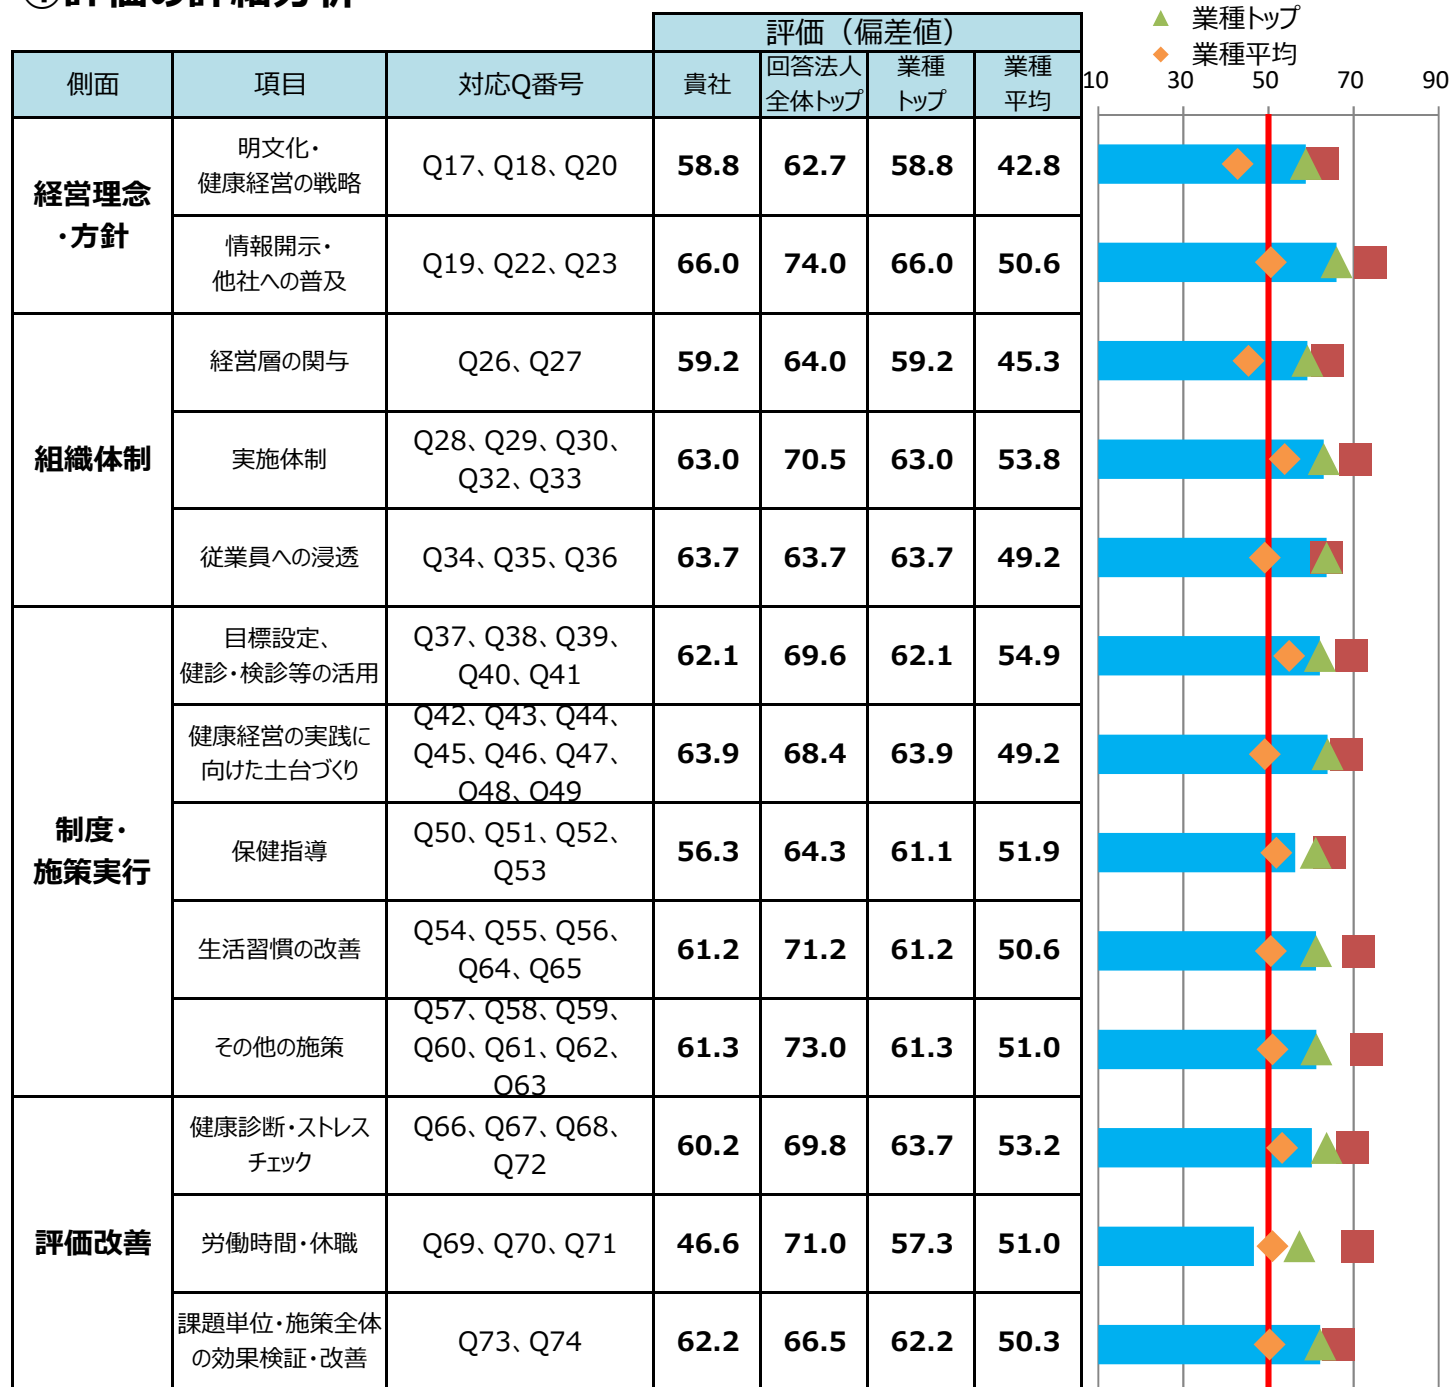 ④評価の詳細分析
▲ 業種トップ
◆ 業種平均
評価（偏差値）
側面 項目 対応Q番号 貴社 回答法人全体トップ 業種トップ 業種平均
10 30 50 70 90
経営理念・方針
明文化・
健康経営の戦略
Q17、Q18、Q20 58.8 62.7 58.8 42.8
情報開示・
他社への普及
Q19、Q22、Q23 66.0 74.0 66.0 50.6
組織体制
経営層の関与 Q26、Q27 59.2 64.0 59.2 45.3
実施体制
Q28、Q29、Q30、
Q32、Q33
63.0 70.5 63.0 53.8
従業員への浸透 Q34、Q35、Q36 63.7 63.7 63.7 49.2
制度・
施策実行
目標設定、
健診・検診等の活用
Q37、Q38、Q39、
Q40、Q41
62.1 69.6 62.1 54.9
健康経営の実践に
向けた土台づくり
Q42、Q43、Q44、
Q45、Q46、Q47、
Q48、Q49
63.9 68.4 63.9 49.2
保健指導
Q50、Q51、Q52、
Q53
56.3 64.3 61.1 51.9
生活習慣の改善
Q54、Q55、Q56、
Q64、Q65
61.2 71.2 61.2 50.6
その他の施策
Q57、Q58、Q59、
Q60、Q61、Q62、
Q63
61.3 73.0 61.3 51.0
評価改善
健康診断・ストレス
チェック
Q66、Q67、Q68、
Q72
60.2 69.8 63.7 53.2
労働時間・休職 Q69、Q70、Q71 46.6 71.0 57.3 51.0
課題単位・施策全体
の効果検証・改善
Q73、Q74 62.2 66.5 62.2 50.3